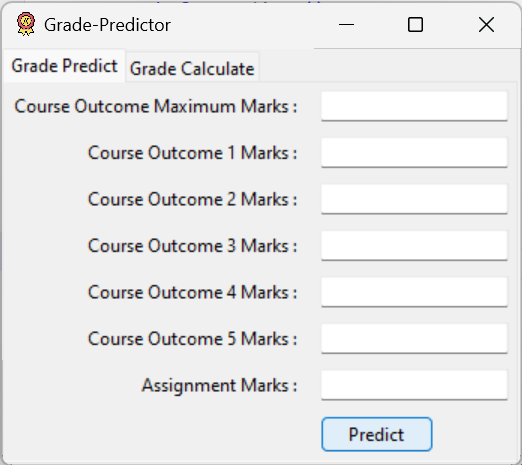 Grade-Predictor
Grade Predict Grade Calculate
Course Outcome Maximum Marks :
Course Outcome 1 Marks :
Course Outcome 2 Marks :
Course Outcome 3 Marks :
Course Outcome 4 Marks :
Course Outcome 5 Marks :
Assignment Marks :
Predict